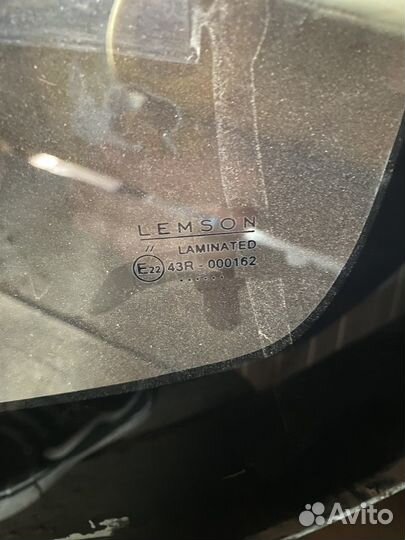 LEMSON
// LAMINATED
E22 43R - 000162
......
Avito